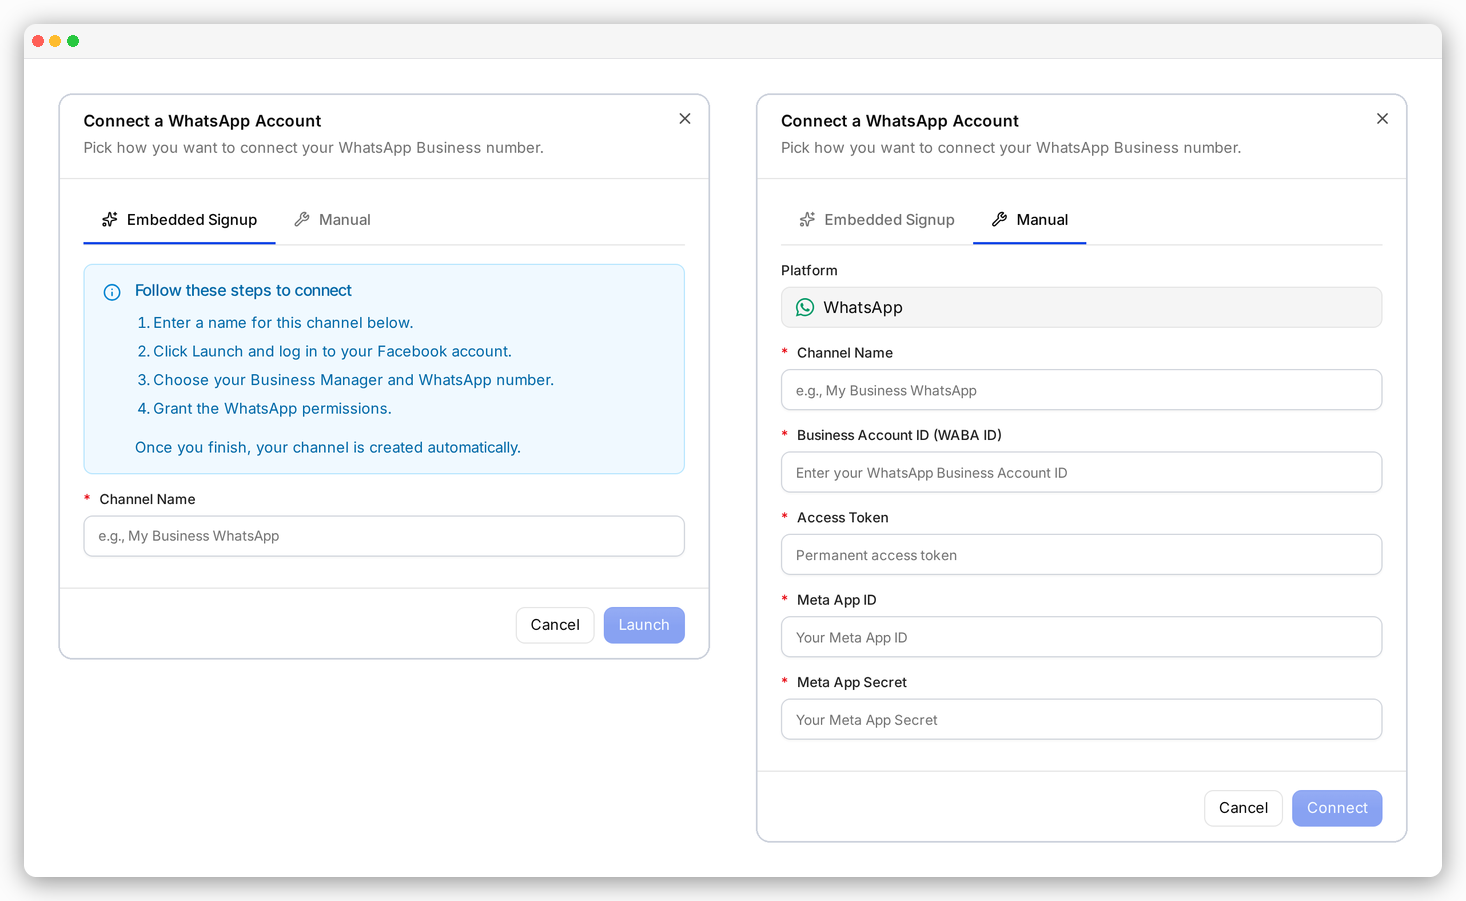 Connect a WhatsApp Account
Pick how you want to connect your WhatsApp Business number.
Embedded Signup
Manual
Follow these steps to connect
1. Enter a name for this channel below.
2. Click Launch and log in to your Facebook account.
3. Choose your Business Manager and WhatsApp number.
4. Grant the WhatsApp permissions.
Once you finish, your channel is created automatically.
* Channel Name
e.g., My Business WhatsApp
Cancel
Launch
Connect a WhatsApp Account
Pick how you want to connect your WhatsApp Business number.
Embedded Signup
Manual
Platform
WhatsApp
* Channel Name
e.g., My Business WhatsApp
* Business Account ID (WABA ID)
Enter your WhatsApp Business Account ID
* Access Token
Permanent access token
* Meta App ID
Your Meta App ID
* Meta App Secret
Your Meta App Secret
Cancel
Connect